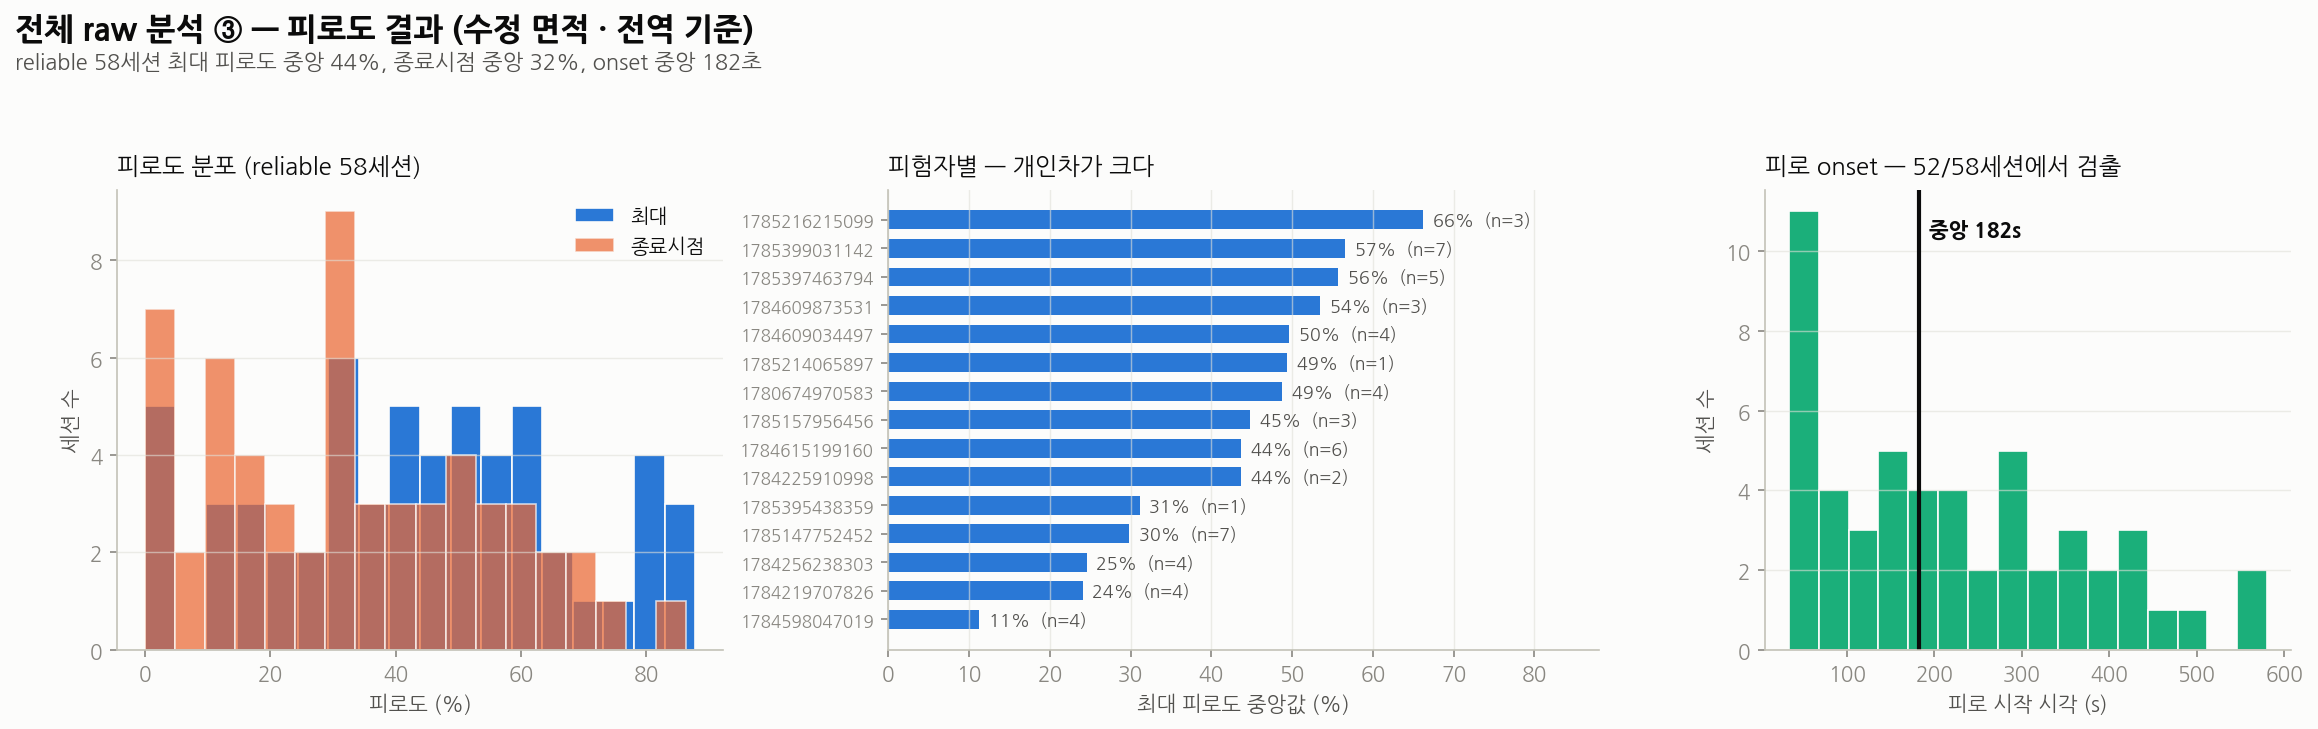 전체 raw 분석 ③ — 피로도 결과 (수정 면적 · 전역 기준)
reliable 58세션 최대 피로도 중앙 44%, 종료시점 중앙 32%, onset 중앙 182초
피로도 분포 (reliable 58세션)
최대
종료시점
8
6
4
2
0
세션 수
0 20 40 60 80
피로도 (%)
피험자별 — 개인차가 크다
1785216215099 66% (n=3)
1785399031142 57% (n=7)
1785397463794 56% (n=5)
1784609873531 54% (n=3)
1784609034497 50% (n=4)
1785214065897 49% (n=1)
1780674970583 49% (n=4)
1785157956456 45% (n=3)
1784615199160 44% (n=6)
1784225910998 44% (n=2)
1785395438359 31% (n=1)
1785147752452 30% (n=7)
1784256238303 25% (n=4)
1784219707826 24% (n=4)
1784598047019 11% (n=4)
0 10 20 30 40 50 60 70 80
최대 피로도 중앙값 (%)
피로 onset — 52/58세션에서 검출
중앙 182s
10
8
6
4
2
0
세션 수
100 200 300 400 500 600
피로 시작 시각 (s)